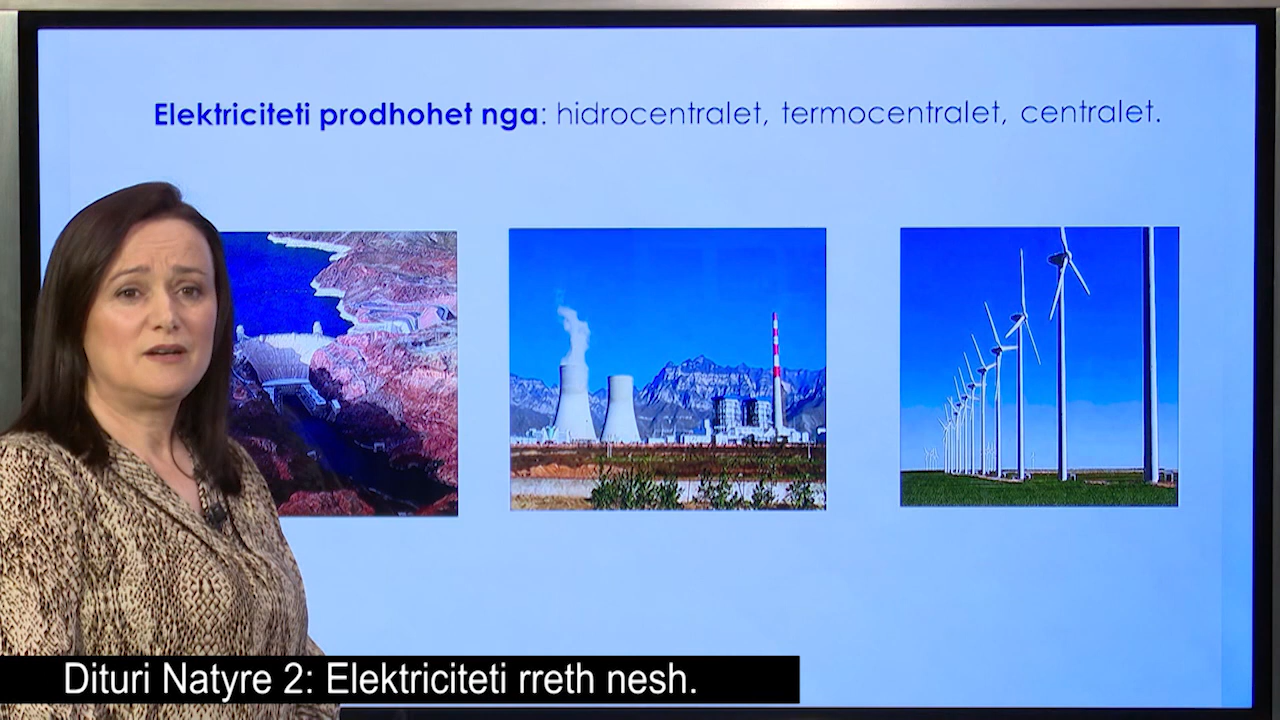 Elektriciteti prodhohet nga: hidrocentralet, termocentralet, centralet.
Dituri Natyre 2: Elektriciteti rreth nesh.